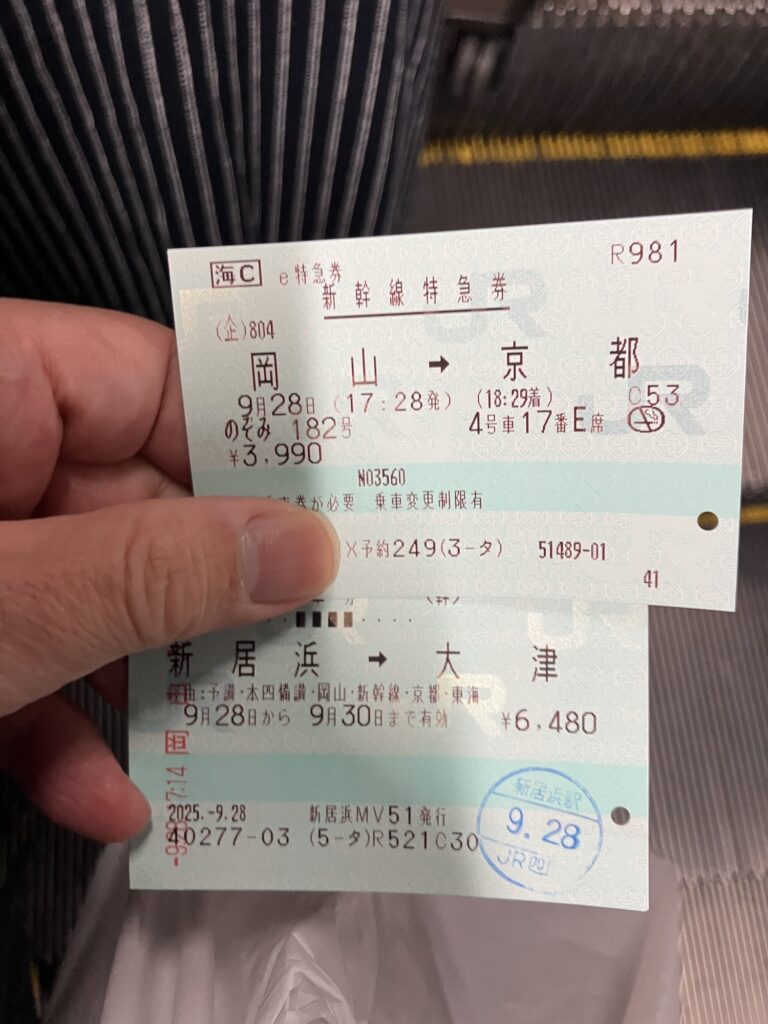 海C e特急券 R981
新幹線特急券
(企)804
岡山 → 京都
9月28日 (17:28発) (18:29着) C53
のぞみ 182号 4号車17番E席
¥3,990
N03560
車券が必要 乗車変更制限有
X予約249(3-タ) 51489-01
41
(幹)
新居浜 → 大津
由:予讃・本四備讃・岡山・新幹線・京都・東海
9月28日から 9月30日まで有効 ¥6,480
2025.-9.28 新居浜MV51発行
40277-03 (5-タ)R521C30
新居浜駅
9.28
JR四